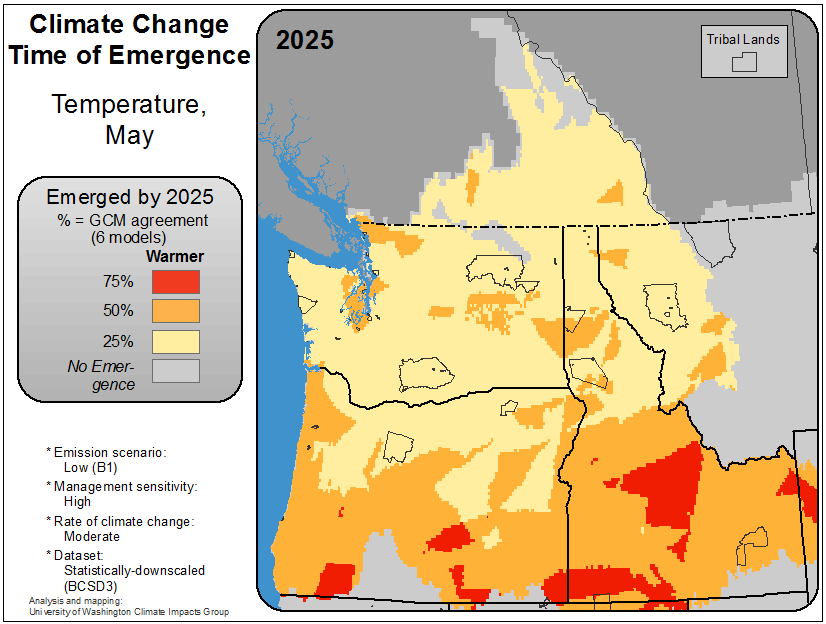 Climate Change
Time of Emergence
Temperature,
May
Emerged by 2025
% = GCM agreement
(6 models)
Warmer
75%
50%
25%
No Emer-
gence
* Emission scenario:
Low (B1)
* Management sensitivity:
High
* Rate of climate change:
Moderate
* Dataset:
Statistically-downscaled
(BCSD3)
Analysis and mapping:
University of Washington Climate Impacts Group
2025
Tribal Lands